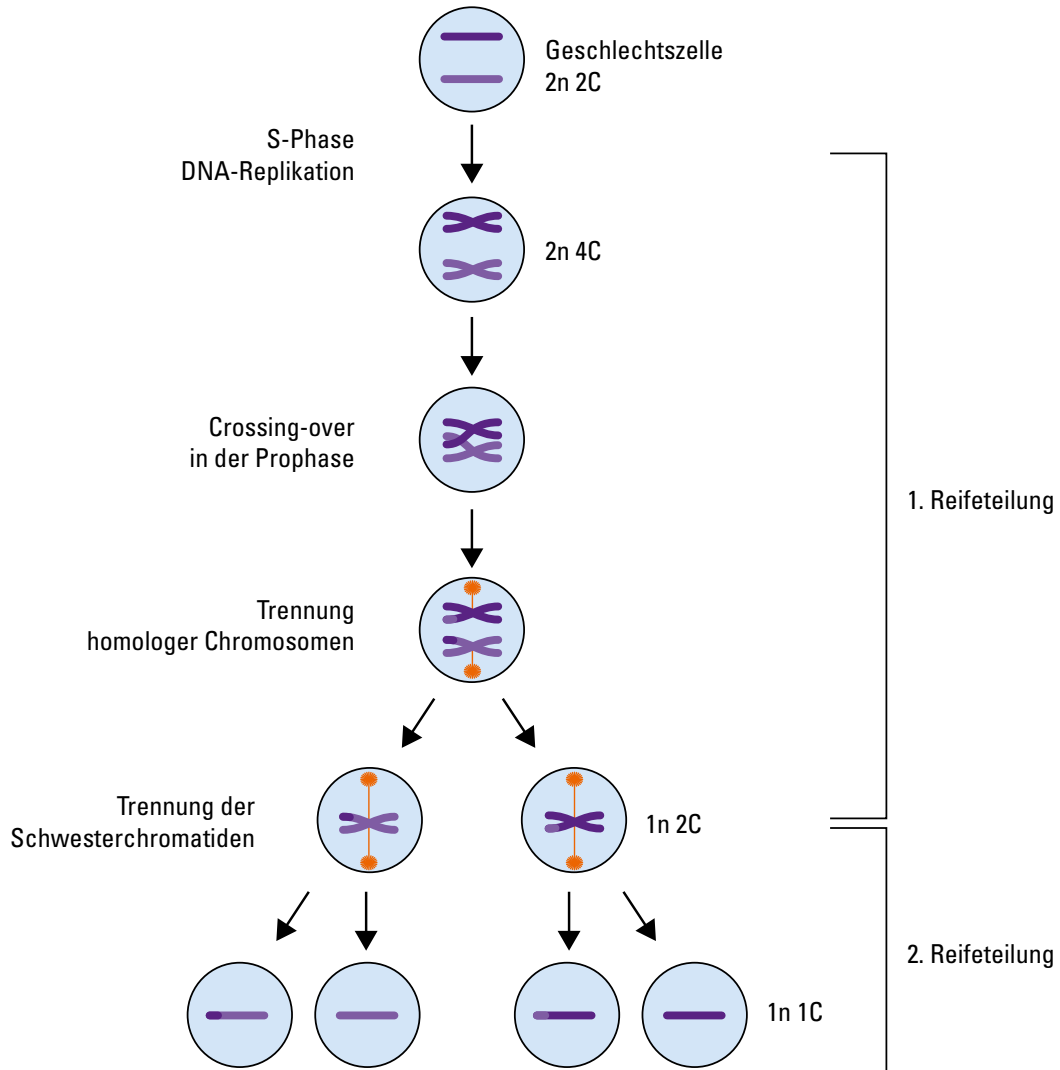 Geschlechtszelle
2n 2C
S-Phase
DNA-Replikation
2n 4C
Crossing-over
in der Prophase
1. Reifeteilung
Trennung
homologer Chromosomen
Trennung der
Schwesterchromatiden
1n 2C
2. Reifeteilung
1n 1C